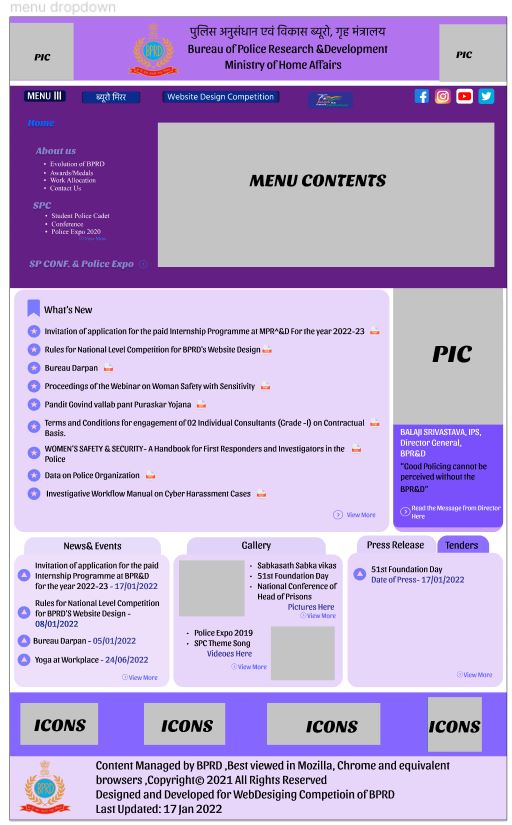 menu dropdown
PIC
पुलिस अनुसंधान एवं विकास ब्यूरो, गृह मंत्रालय
Bureau of Police Research &Development
Ministry of Home Affairs
PIC
BPRD
MENU
ब्यूरो मिरर
Website Design Competition
Home
About us
• Evolution of BPRD
• Awards/Medals
• Work Allocation
• Contact Us
SPC
• Student Police Cadet
• Conference
• Police Expo 2020
View More
SP CONF. & Police Expo
MENU CONTENTS
What's New
Invitation of application for the paid Internship Programme at MPR^&D For the year 2022-23
Rules for National Level Competition for BPRD's Website Design
Bureau Darpan
Proceedings of the Webinar on Woman Safety with Sensitivity
Pandit Govind vallab pant Puraskar Yojana
Terms and Conditions for engagement of 02 Individual Consultants (Grade -I) on Contractual
Basis.
WOMEN'S SAFETY & SECURITY- A Handbook for First Responders and Investigators in the
Police
Data on Police Organization
Investigative Workflow Manual on Cyber Harassment Cases
View More
PIC
BALAJI SRIVASTAVA, IPS,
Director General,
BPR&D
"Good Policing cannot be
perceived without the
BPR&D"
Read the Message from Director
Here
News& Events
Invitation of application for the paid
Internship Programme at BPR&D
for the year 2022-23 - 17/01/2022
Rules for National Level Competition
for BPRD'S Website Design -
08/01/2022
Bureau Darpan - 05/01/2022
Yoga at Workplace - 24/06/2022
View More
Gallery
• Sabkasath Sabka vikas
• 51st Foundation Day
• National Conference of
Head of Prisons
Pictures Here
View More
• Police Expo 2019
• SPC Theme Song
Videoes Here
View More
Press Release
Tenders
51st Foundation Day
Date of Press- 17/01/2022
View More
ICONS
ICONS
ICONS
ICONS
BPRD
Content Managed by BPRD ,Best viewed in Mozilla, Chrome and equivalent
browsers ,Copyright© 2021 All Rights Reserved
Designed and Developed for WebDesiging Competioin of BPRD
Last Updated: 17 Jan 2022